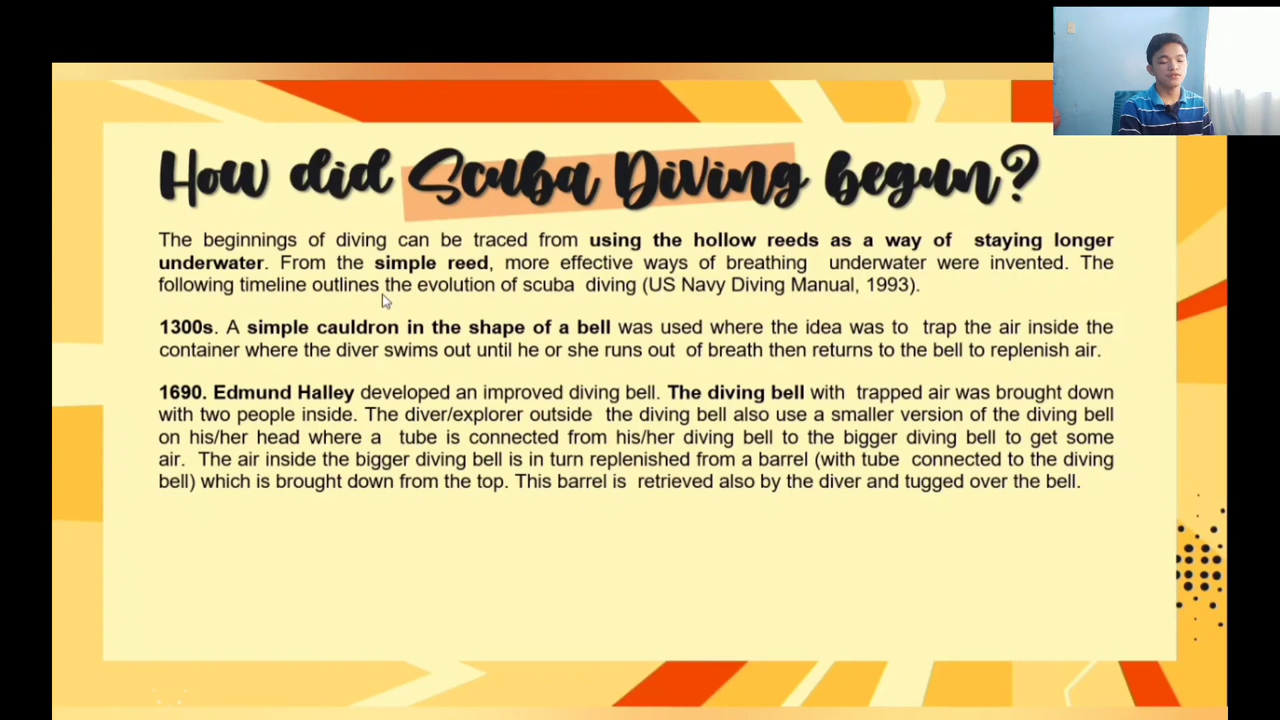 How did Scuba Diving begun?
The beginnings of diving can be traced from using the hollow reeds as a way of staying longer
underwater. From the simple reed, more effective ways of breathing underwater were invented. The
following timeline outlines the evolution of scuba diving (US Navy Diving Manual, 1993).
1300s. A simple cauldron in the shape of a bell was used where the idea was to trap the air inside the
container where the diver swims out until he or she runs out of breath then returns to the bell to replenish air.
1690. Edmund Halley developed an improved diving bell. The diving bell with trapped air was brought down
with two people inside. The diver/explorer outside the diving bell also use a smaller version of the diving bell
on his/her head where a tube is connected from his/her diving bell to the bigger diving bell to get some
air. The air inside the bigger diving bell is in turn replenished from a barrel (with tube connected to the diving
bell) which is brought down from the top. This barrel is retrieved also by the diver and tugged over the bell.